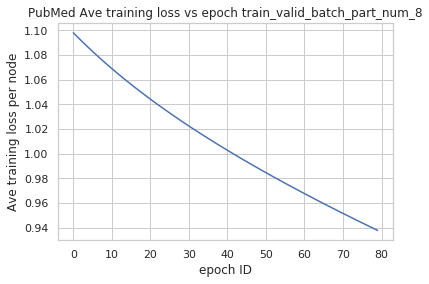 PubMed Ave training loss vs epoch train_valid_batch_part_num_8
1.10
1.08
1.06
1.04
1.02
1.00
0.98
0.96
0.94
Ave training loss per node
0 10 20 30 40 50 60 70 80
epoch ID